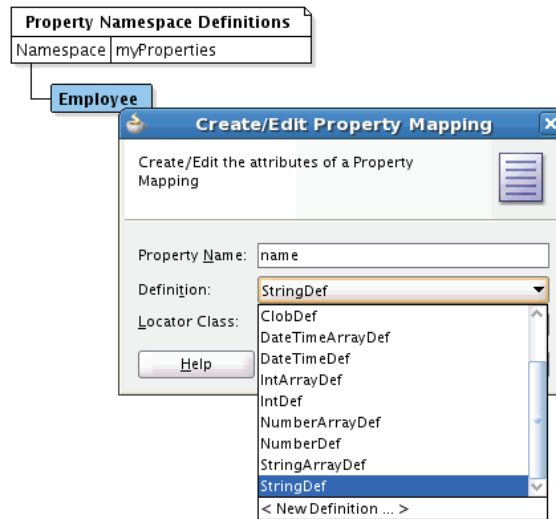 Property Namespace Definitions
Namespace myProperties
Employee
Create/Edit Property Mapping
Create/Edit the attributes of a Property
Mapping
Property Name: name
Definition: StringDef
Locator Class:
ClobDef
DateTimeArrayDef
DateTimeDef
Help
IntArrayDef
IntDef
NumberArrayDef
NumberDef
StringArrayDef
StringDef
< New Definition ... >